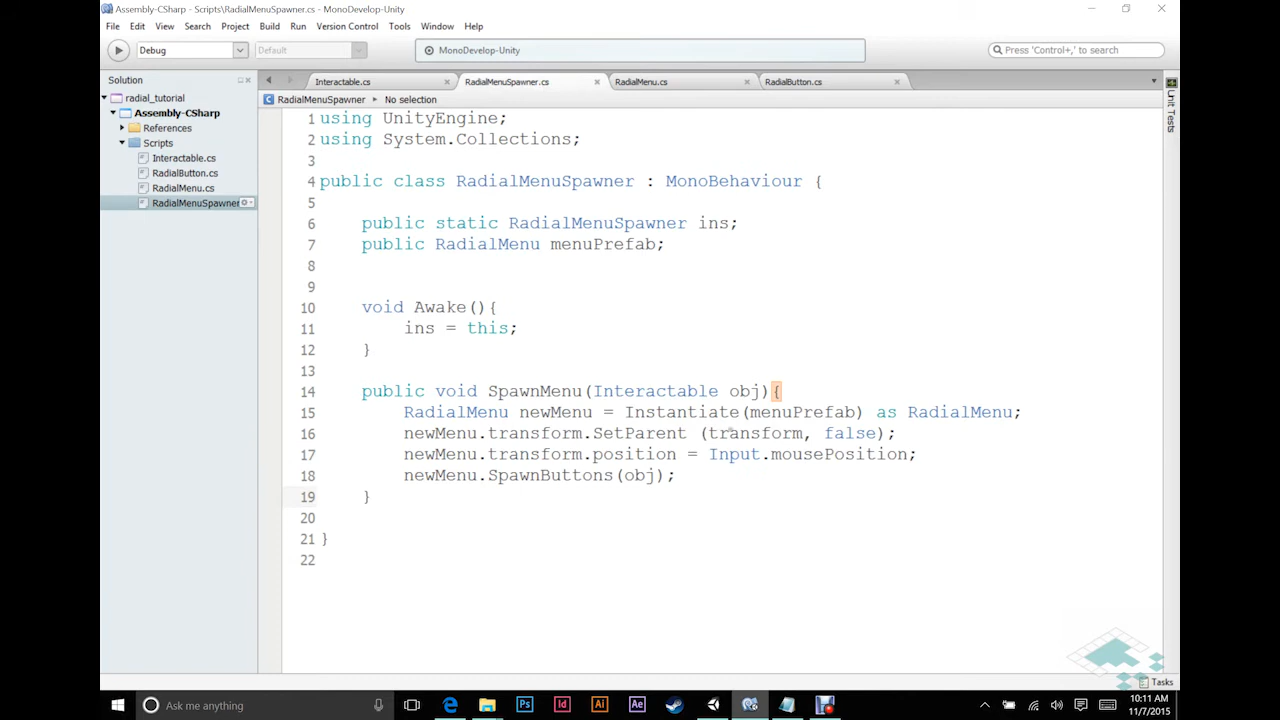 Assembly-CSharp - Scripts\RadialMenuSpawner.cs - MonoDevelop-Unity
File Edit View Search Project Build Run Version Control Tools Window Help
Debug Default MonoDevelop-Unity Press 'Control+,' to search
Solution Interactable.cs RadialMenuSpawner.cs RadialMenu.cs RadialButton.cs
radial_tutorial RadialMenuSpawner No selection
Assembly-CSharp
References
Scripts
Interactable.cs
RadialButton.cs
RadialMenu.cs
RadialMenuSpawner
Unit Tests
1 using UnityEngine;
2 using System.Collections;
3
4 public class RadialMenuSpawner : MonoBehaviour {
5
6 public static RadialMenuSpawner ins;
7 public RadialMenu menuPrefab;
8
9
10 void Awake(){
11 ins = this;
12 }
13
14 public void SpawnMenu(Interactable obj){
15 RadialMenu newMenu = Instantiate(menuPrefab) as RadialMenu;
16 newMenu.transform.SetParent (transform, false);
17 newMenu.transform.position = Input.mousePosition;
18 newMenu.SpawnButtons(obj);
19 }
20
21 }
22
Tasks
Ask me anything Ps Id Ai Ae 10:11 AM
11/7/2015